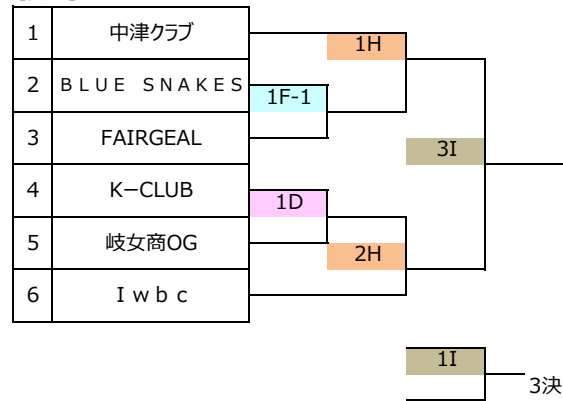 1 中津クラブ
1H
2 ＢＬＵＥ ＳＮＡＫＥＳ
1F-1
3 FAIRGEAL
3I
4 K－CLUB
1D
5 岐女商OG
2H
6 Ｉｗｂｃ
1I
3決